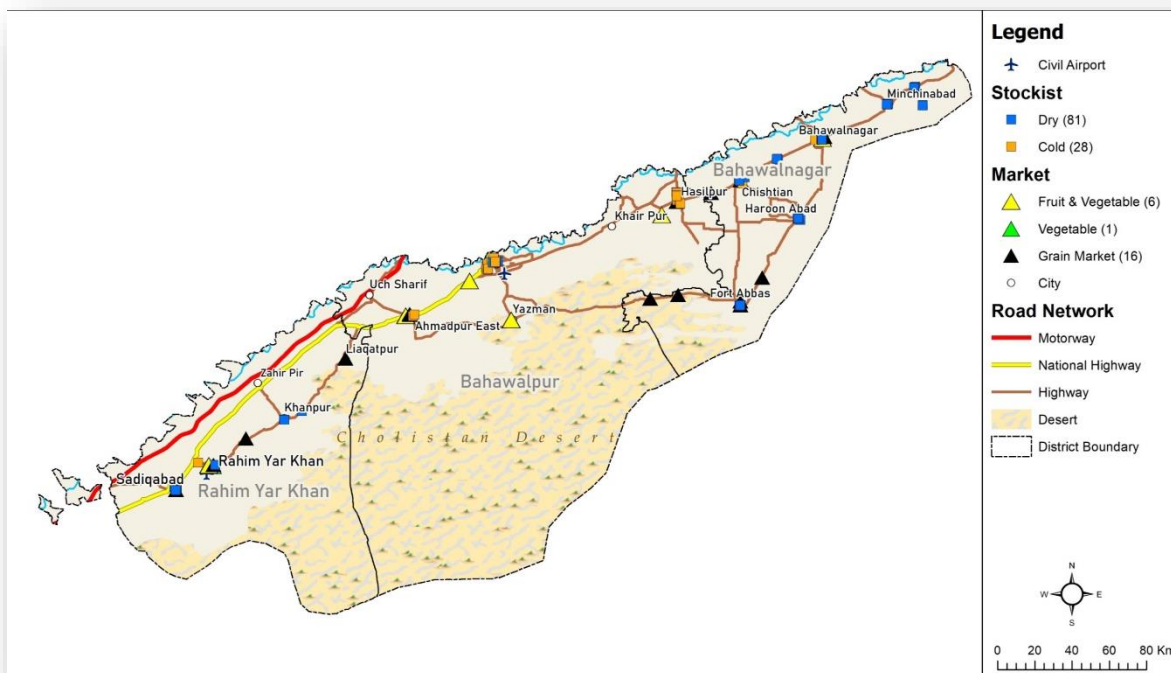 Minchinabad
Bahawalnagar
Bahawalnagar
Hasilpur
Chishtian
Haroon Abad
Khair Pur
Uch Sharif
Fort Abbas
Yazman
Ahmadpur East
Liaqatpur
Zahir Pir
Bahawalpur
Khanpur
Cholistan Desert
Rahim Yar Khan
Sadiqabad
Rahim Yar Khan
Legend
Civil Airport
Stockist
Dry (81)
Cold (28)
Market
Fruit & Vegetable (6)
Vegetable (1)
Grain Market (16)
City
Road Network
Motorway
National Highway
Highway
Desert
District Boundary
N
W E
S
0 20 40 60 80 Km